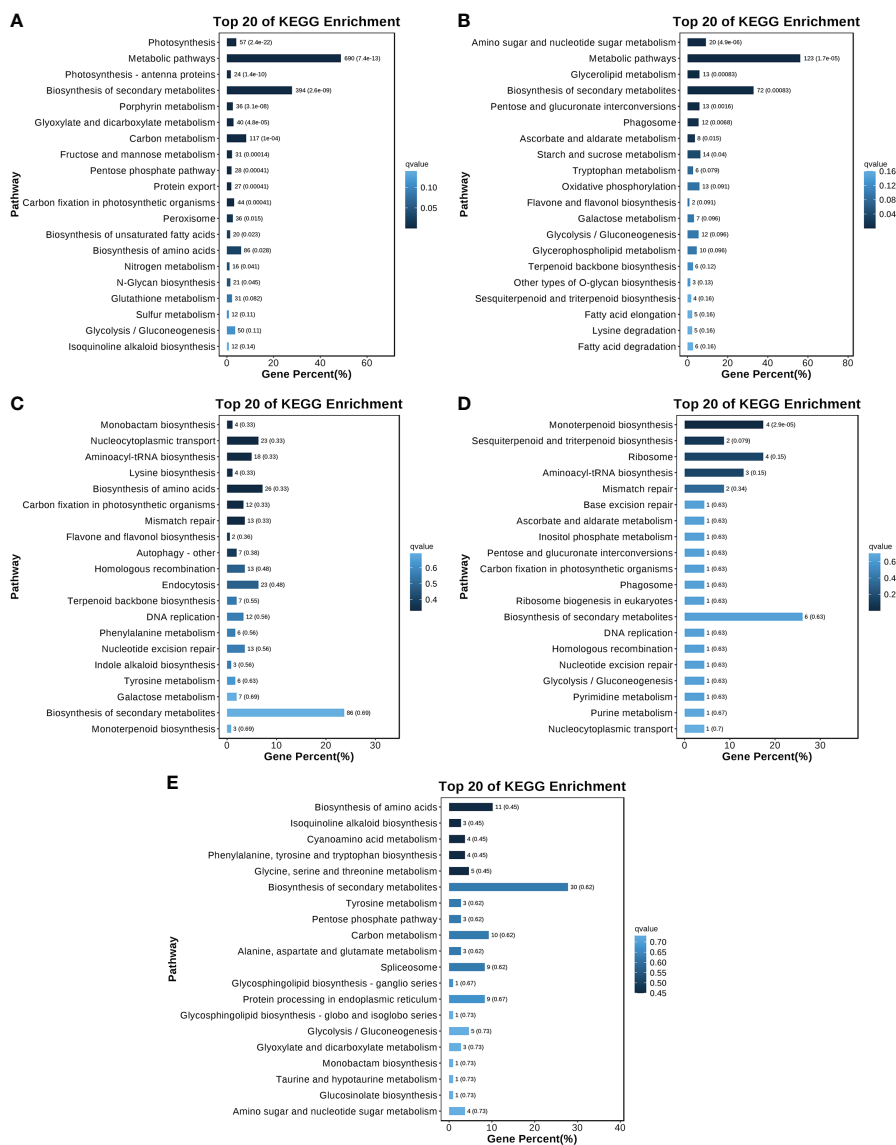 A
Top 20 of KEGG Enrichment
Pathway
Photosynthesis 57 (2.4e-22)
Metabolic pathways 690 (7.4e-13)
Photosynthesis - antenna proteins 24 (1.4e-10)
Biosynthesis of secondary metabolites 394 (2.6e-09)
Porphyrin metabolism 36 (3.1e-08)
Glyoxylate and dicarboxylate metabolism 40 (4.8e-05)
Carbon metabolism 117 (1e-04)
Fructose and mannose metabolism 31 (0.00014)
Pentose phosphate pathway 28 (0.00041)
Protein export 27 (0.00041)
Carbon fixation in photosynthetic organisms 44 (0.00041)
Peroxisome 36 (0.015)
Biosynthesis of unsaturated fatty acids 20 (0.023)
Biosynthesis of amino acids 86 (0.028)
Nitrogen metabolism 16 (0.041)
N-Glycan biosynthesis 21 (0.045)
Glutathione metabolism 31 (0.082)
Sulfur metabolism 12 (0.11)
Glycolysis / Gluconeogenesis 50 (0.11)
Isoquinoline alkaloid biosynthesis 12 (0.14)
0 20 40 60
Gene Percent(%)
qvalue
0.10
0.05
B
Top 20 of KEGG Enrichment
Pathway
Amino sugar and nucleotide sugar metabolism 20 (4.9e-06)
Metabolic pathways 123 (1.7e-05)
Glycerolipid metabolism 13 (0.00083)
Biosynthesis of secondary metabolites 72 (0.00083)
Pentose and glucuronate interconversions 13 (0.0016)
Phagosome 12 (0.0068)
Ascorbate and aldarate metabolism 8 (0.015)
Starch and sucrose metabolism 14 (0.04)
Tryptophan metabolism 6 (0.079)
Oxidative phosphorylation 13 (0.091)
Flavone and flavonol biosynthesis 2 (0.091)
Galactose metabolism 7 (0.096)
Glycolysis / Gluconeogenesis 12 (0.096)
Glycerophospholipid metabolism 10 (0.096)
Terpenoid backbone biosynthesis 6 (0.12)
Other types of O-glycan biosynthesis 3 (0.13)
Sesquiterpenoid and triterpenoid biosynthesis 4 (0.16)
Fatty acid elongation 5 (0.16)
Lysine degradation 5 (0.16)
Fatty acid degradation 6 (0.16)
0 20 40 60 80
Gene Percent(%)
qvalue
0.16
0.12
0.08
0.04
C
Top 20 of KEGG Enrichment
Pathway
Monobactam biosynthesis 4 (0.33)
Nucleocytoplasmic transport 23 (0.33)
Aminoacyl-tRNA biosynthesis 18 (0.33)
Lysine biosynthesis 4 (0.33)
Biosynthesis of amino acids 26 (0.33)
Carbon fixation in photosynthetic organisms 12 (0.33)
Mismatch repair 13 (0.33)
Flavone and flavonol biosynthesis 2 (0.36)
Autophagy - other 7 (0.38)
Homologous recombination 13 (0.48)
Endocytosis 23 (0.48)
Terpenoid backbone biosynthesis 7 (0.55)
DNA replication 12 (0.56)
Phenylalanine metabolism 6 (0.56)
Nucleotide excision repair 13 (0.56)
Indole alkaloid biosynthesis 3 (0.56)
Tyrosine metabolism 6 (0.63)
Galactose metabolism 7 (0.69)
Biosynthesis of secondary metabolites 86 (0.69)
Monoterpenoid biosynthesis 3 (0.69)
0 10 20 30
Gene Percent(%)
qvalue
0.6
0.5
0.4
D
Top 20 of KEGG Enrichment
Pathway
Monoterpenoid biosynthesis 4 (2.9e-05)
Sesquiterpenoid and triterpenoid biosynthesis 2 (0.079)
Ribosome 4 (0.15)
Aminoacyl-tRNA biosynthesis 3 (0.15)
Mismatch repair 2 (0.34)
Base excision repair 1 (0.63)
Ascorbate and aldarate metabolism 1 (0.63)
Inositol phosphate metabolism 1 (0.63)
Pentose and glucuronate interconversions 1 (0.63)
Carbon fixation in photosynthetic organisms 1 (0.63)
Phagosome 1 (0.63)
Ribosome biogenesis in eukaryotes 1 (0.63)
Biosynthesis of secondary metabolites 6 (0.63)
DNA replication 1 (0.63)
Homologous recombination 1 (0.63)
Nucleotide excision repair 1 (0.63)
Glycolysis / Gluconeogenesis 1 (0.63)
Pyrimidine metabolism 1 (0.63)
Purine metabolism 1 (0.67)
Nucleocytoplasmic transport 1 (0.7)
0 10 20 30
Gene Percent(%)
qvalue
0.6
0.4
0.2
E
Top 20 of KEGG Enrichment
Pathway
Biosynthesis of amino acids 11 (0.45)
Isoquinoline alkaloid biosynthesis 3 (0.45)
Cyanoamino acid metabolism 4 (0.45)
Phenylalanine, tyrosine and tryptophan biosynthesis 4 (0.45)
Glycine, serine and threonine metabolism 5 (0.45)
Biosynthesis of secondary metabolites 30 (0.62)
Tyrosine metabolism 3 (0.62)
Pentose phosphate pathway 3 (0.62)
Carbon metabolism 10 (0.62)
Alanine, aspartate and glutamate metabolism 3 (0.62)
Spliceosome 9 (0.62)
Glycosphingolipid biosynthesis - ganglio series 1 (0.67)
Protein processing in endoplasmic reticulum 9 (0.67)
Glycosphingolipid biosynthesis - globo and isoglobo series 1 (0.73)
Glycolysis / Gluconeogenesis 5 (0.73)
Glyoxylate and dicarboxylate metabolism 3 (0.73)
Monobactam biosynthesis 1 (0.73)
Taurine and hypotaurine metabolism 1 (0.73)
Glucosinolate biosynthesis 1 (0.73)
Amino sugar and nucleotide sugar metabolism 4 (0.73)
0 10 20 30 40
Gene Percent(%)
qvalue
0.70
0.65
0.60
0.55
0.50
0.45